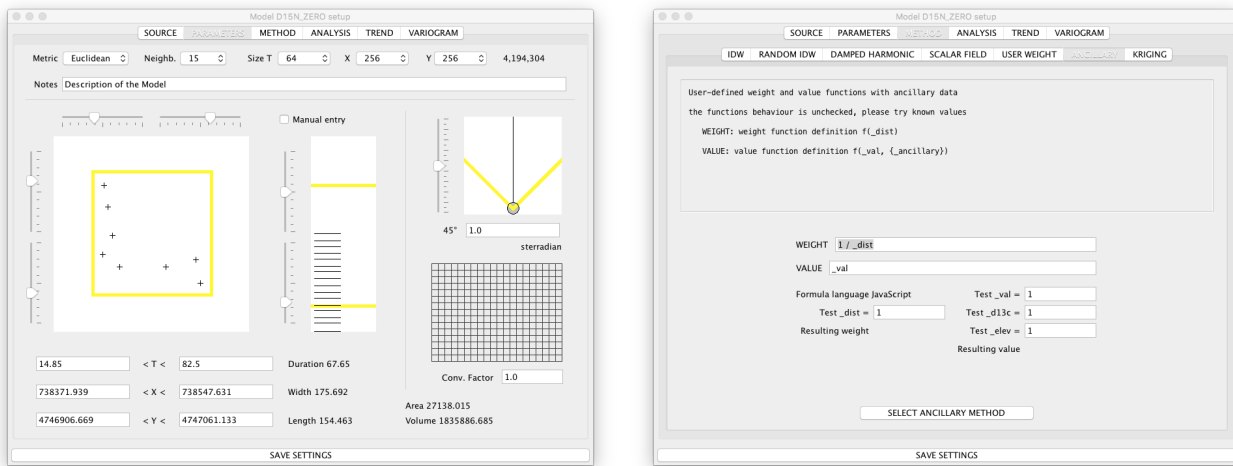 Model D15N_ZERO setup
SOURCE PARAMETERS METHOD ANALYSIS TREND VARIOGRAM
Metric Euclidean Neighb. 15 Size T 64 X 256 Y 256 4,194,304
Notes Description of the Model
Manual entry
45° 1.0
sterradian
Conv. Factor 1.0
14.85 < T < 82.5 Duration 67.65
738371.939 < X < 738547.631 Width 175.692
Area 27138.015
4746906.669 < Y < 4747061.133 Length 154.463 Volume 1835886.685
SAVE SETTINGS
Model D15N_ZERO setup
SOURCE PARAMETERS METHOD ANALYSIS TREND VARIOGRAM
IDW RANDOM IDW DAMPED HARMONIC SCALAR FIELD USER WEIGHT ANCILLARY KRIGING
User-defined weight and value functions with ancillary data
the functions behaviour is unchecked, please try known values
WEIGHT: weight function definition f(_dist)
VALUE: value function definition f(_val, {_ancillary})
WEIGHT 1 / _dist
VALUE _val
Formula language JavaScript Test _val = 1
Test _dist = 1 Test _d13c = 1
Resulting weight Test _elev = 1
Resulting value
SELECT ANCILLARY METHOD
SAVE SETTINGS